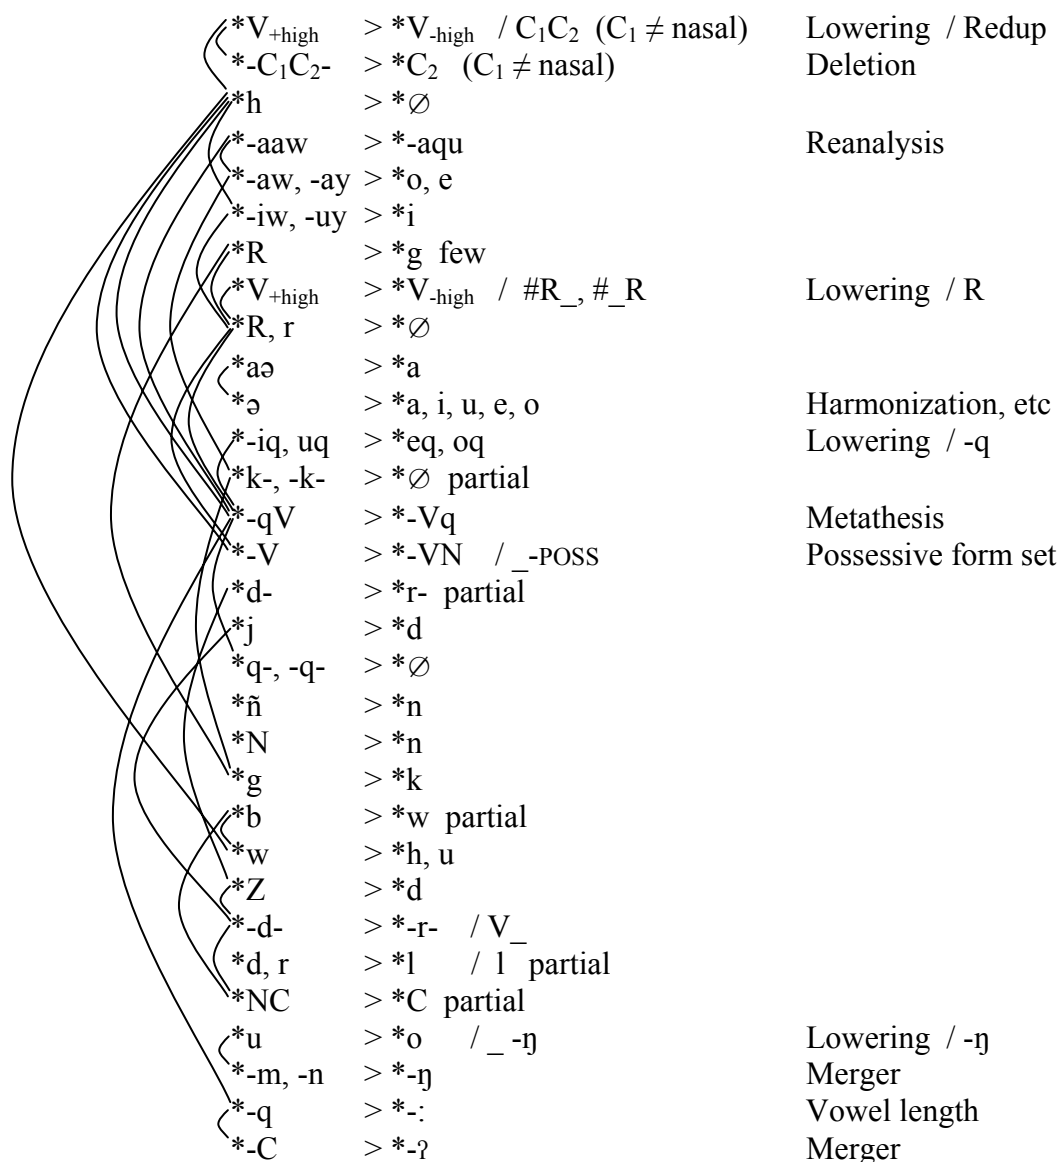 *V₊high > *V₋high / C₁C₂ (C₁ ≠ nasal) Lowering / Redup
*-C₁C₂- > *C₂ (C₁ ≠ nasal) Deletion
*h > *∅
*-aaw > *-aqu Reanalysis
*-aw, -ay > *o, e
*-iw, -uy > *i
*R > *g few
*V₊high > *V₋high / #R_, #_R Lowering / R
*R, r > *∅
*aə > *a
*ə > *a, i, u, e, o Harmonization, etc
*-iq, uq > *eq, oq Lowering / -q
*k-, -k- > *∅ partial
*-qV > *-Vq Metathesis
*-V > *-VN / _-POSS Possessive form set
*d- > *r- partial
*j > *d
*q-, -q- > *∅
*ñ > *n
*N > *n
*g > *k
*b > *w partial
*w > *h, u
*Z > *d
*-d- > *-r- / V_
*d, r > *l / l partial
*NC > *C partial
*u > *o / _ -ŋ Lowering / -ŋ
*-m, -n > *-ŋ Merger
*-q > *-: Vowel length
*-C > *-ʔ Merger